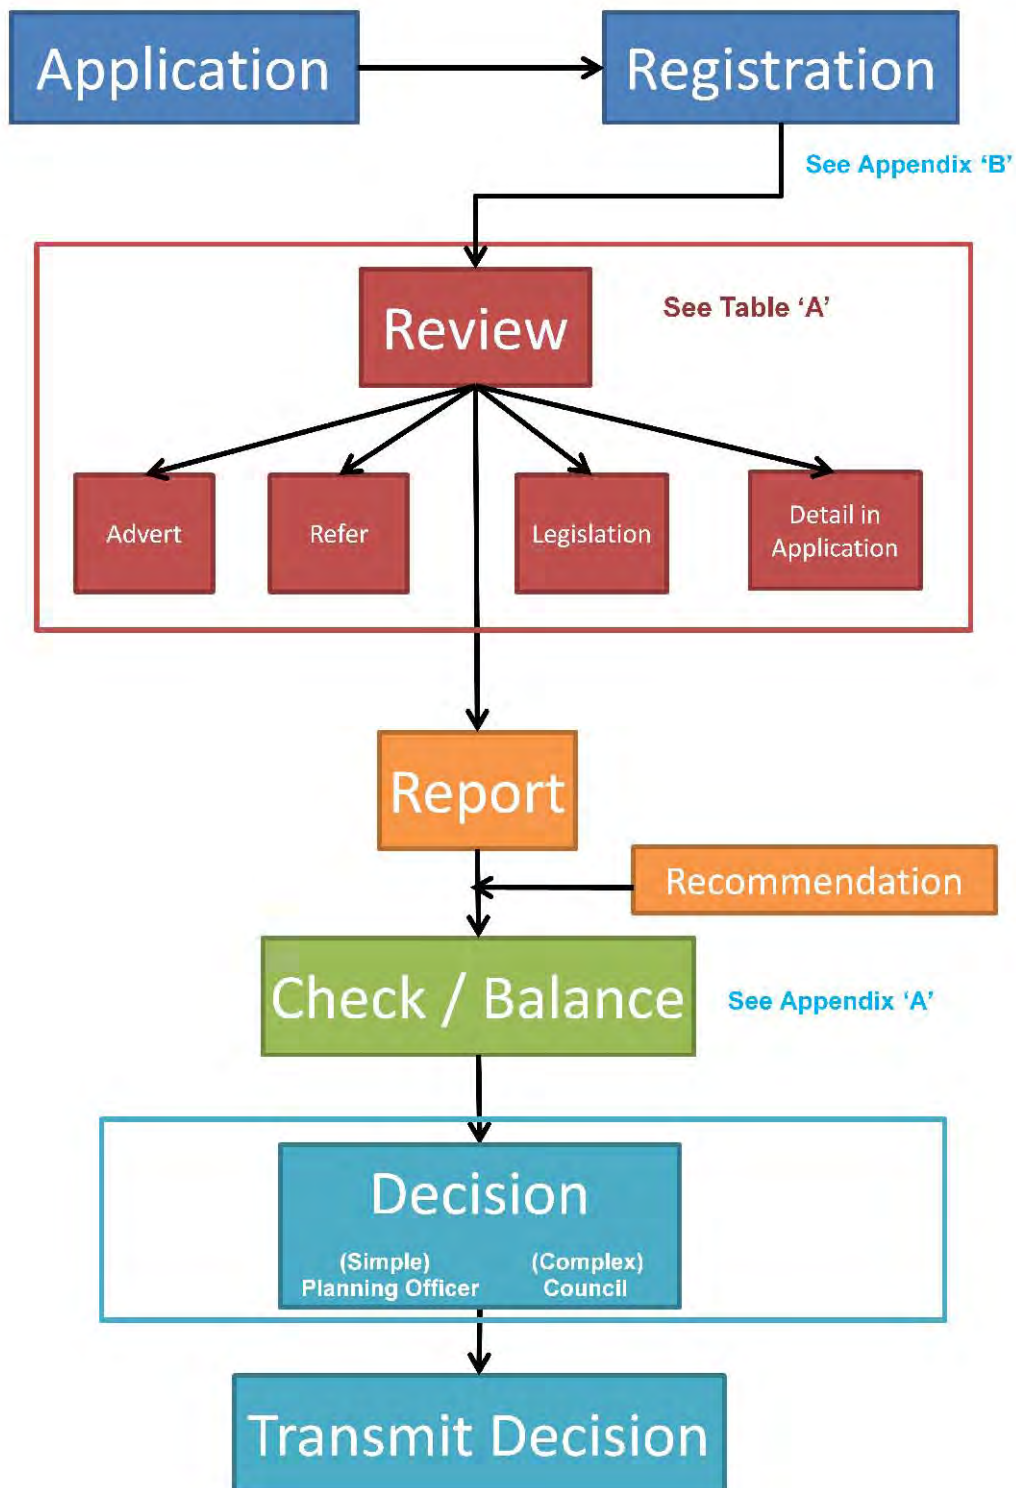 Application
Registration
See Appendix ‘B’
Review
See Table ‘A’
Advert
Refer
Legislation
Detail in
Application
Report
Recommendation
Check / Balance
See Appendix ‘A’
Decision
(Simple)
Planning Officer
(Complex)
Council
Transmit Decision